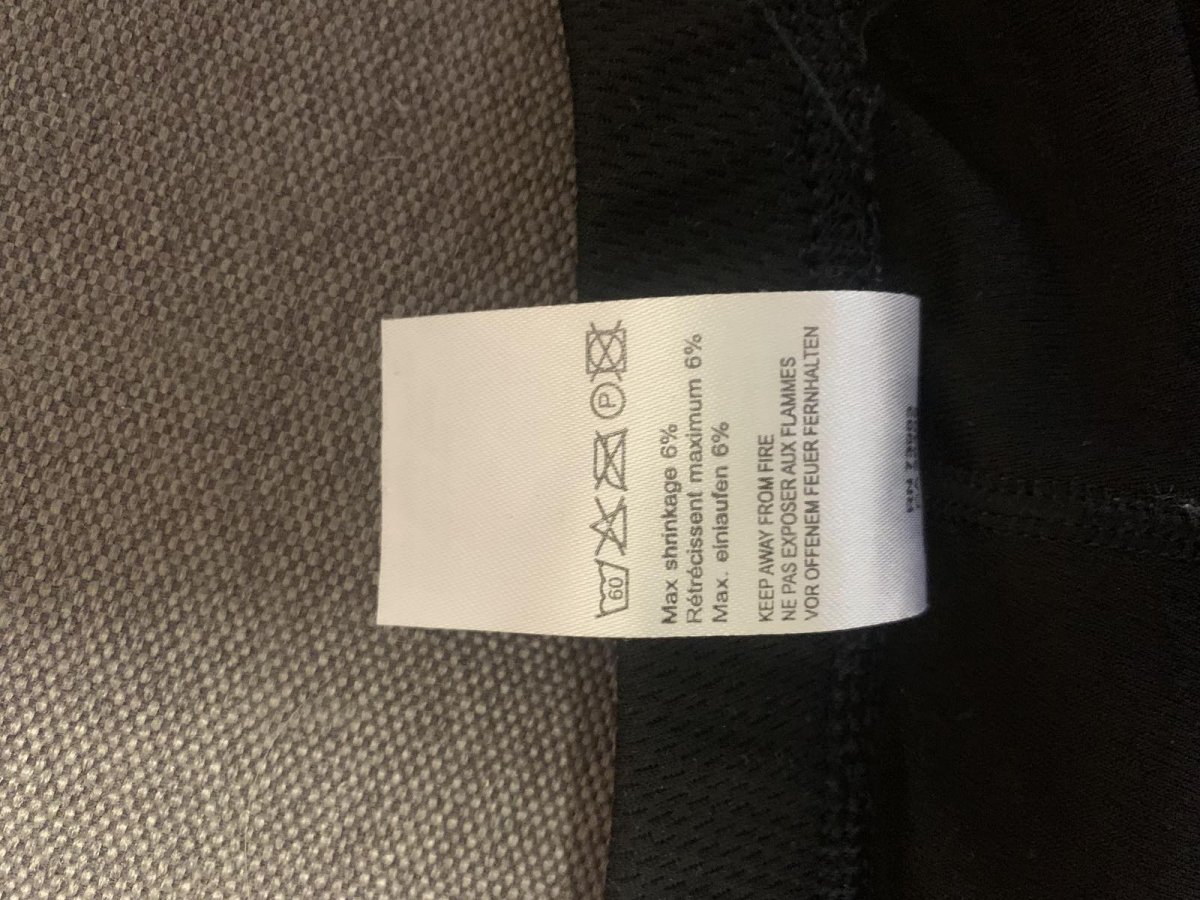 60
P
Max shrinkage 6%
Rétrécissent maximum 6%
Max. einlaufen 6%
KEEP AWAY FROM FIRE
NE PAS EXPOSER AUX FLAMMES
VOR OFFENEM FEUER FERNHALTEN